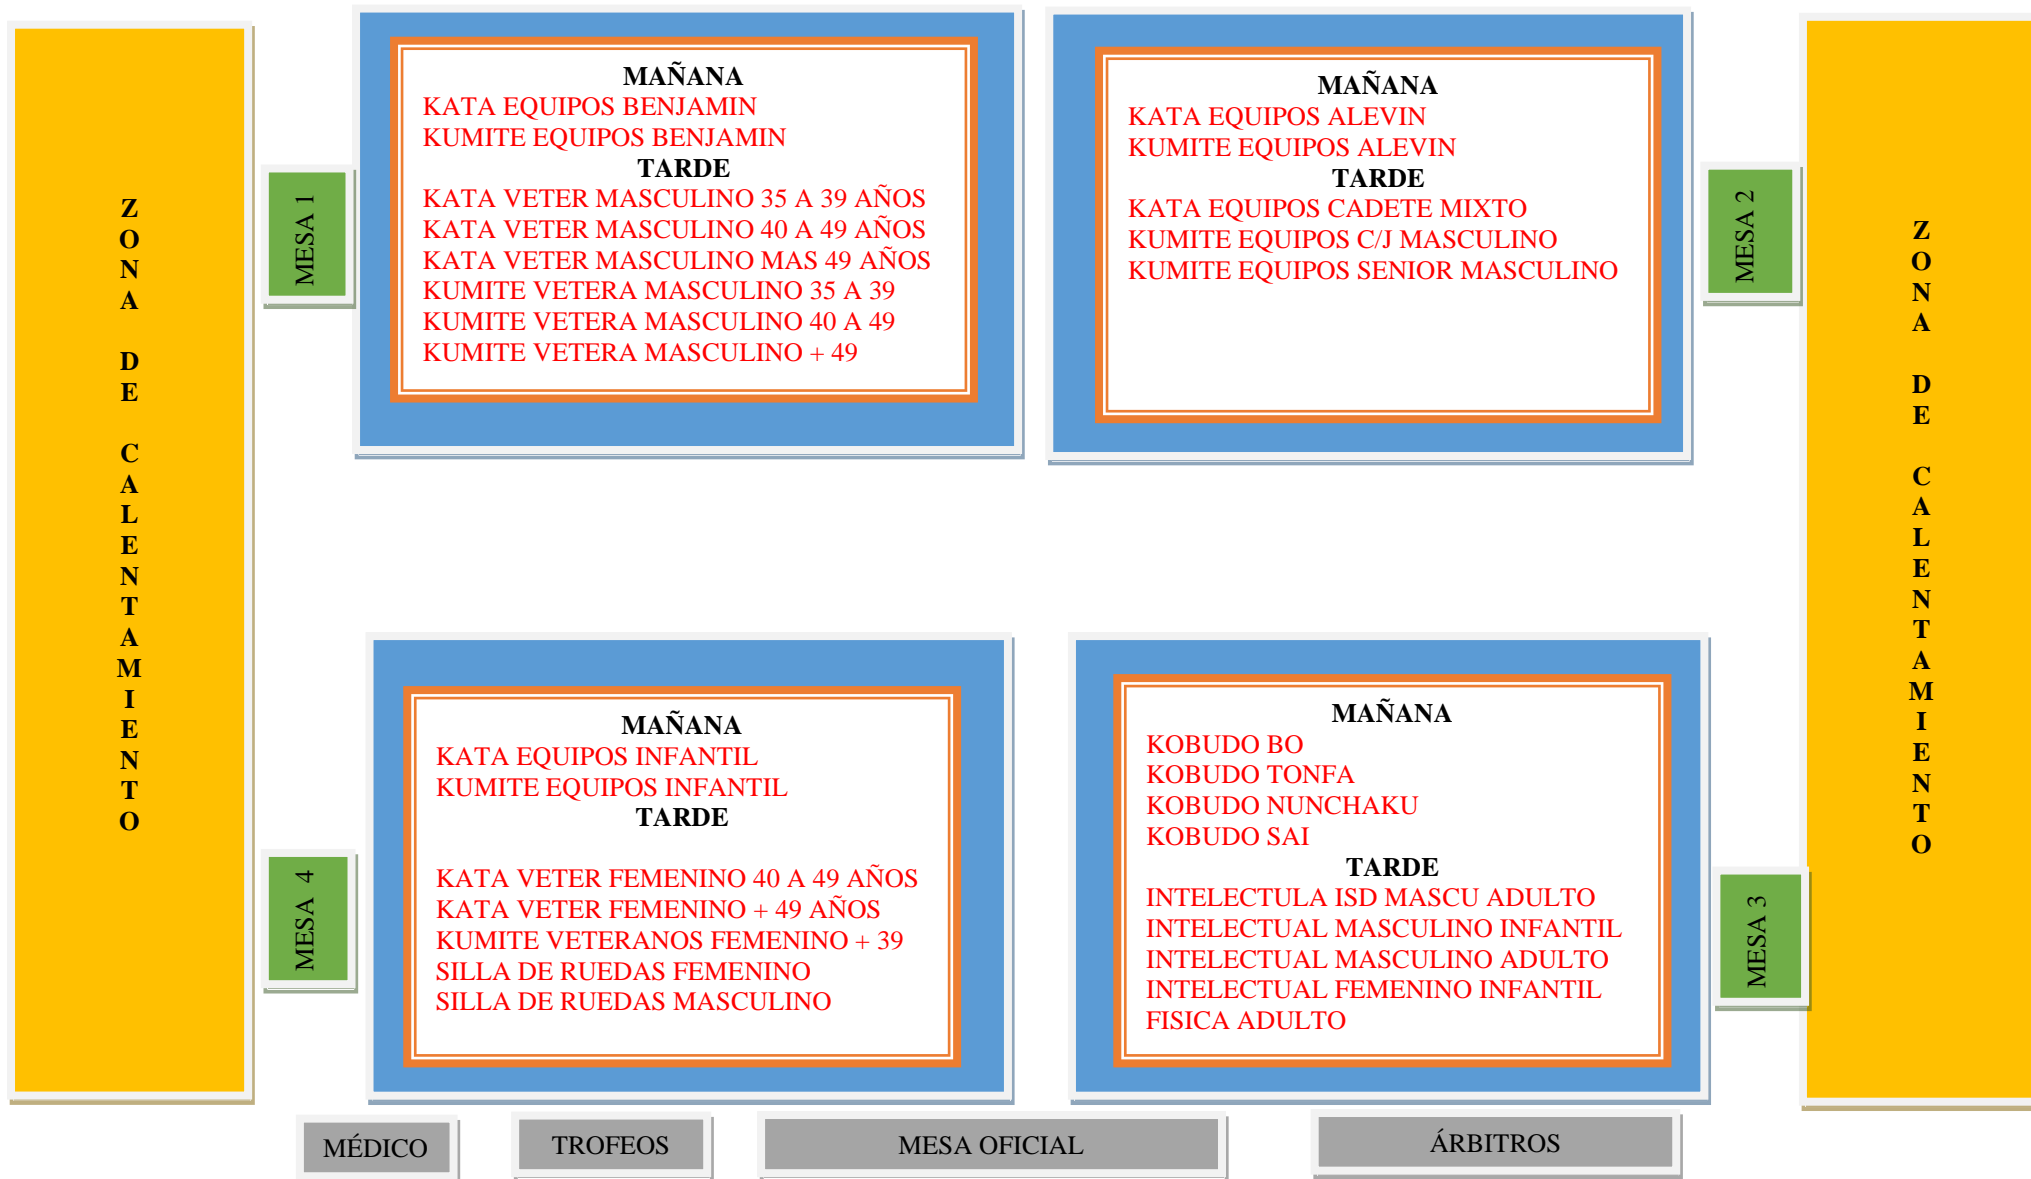 ZONA DE CALENTAMIENTO
MESA 1
MAÑANA
KATA EQUIPOS BENJAMIN
KUMITE EQUIPOS BENJAMIN
TARDE
KATA VETER MASCULINO 35 A 39 AÑOS
KATA VETER MASCULINO 40 A 49 AÑOS
KATA VETER MASCULINO MAS 49 AÑOS
KUMITE VETERA MASCULINO 35 A 39
KUMITE VETERA MASCULINO 40 A 49
KUMITE VETERA MASCULINO + 49
MAÑANA
KATA EQUIPOS ALEVIN
KUMITE EQUIPOS ALEVIN
TARDE
KATA EQUIPOS CADETE MIXTO
KUMITE EQUIPOS C/J MASCULINO
KUMITE EQUIPOS SENIOR MASCULINO
MESA 2
ZONA DE CALENTAMIENTO
MESA 4
MAÑANA
KATA EQUIPOS INFANTIL
KUMITE EQUIPOS INFANTIL
TARDE
KATA VETER FEMENINO 40 A 49 AÑOS
KATA VETER FEMENINO + 49 AÑOS
KUMITE VETERANOS FEMENINO + 39
SILLA DE RUEDAS FEMENINO
SILLA DE RUEDAS MASCULINO
MAÑANA
KOBUDO BO
KOBUDO TONFA
KOBUDO NUNCHAKU
KOBUDO SAI
TARDE
INTELECTULA ISD MASCU ADULTO
INTELECTUAL MASCULINO INFANTIL
INTELECTUAL MASCULINO ADULTO
INTELECTUAL FEMENINO INFANTIL
FISICA ADULTO
MESA 3
MÉDICO
TROFEOS
MESA OFICIAL
ÁRBITROS